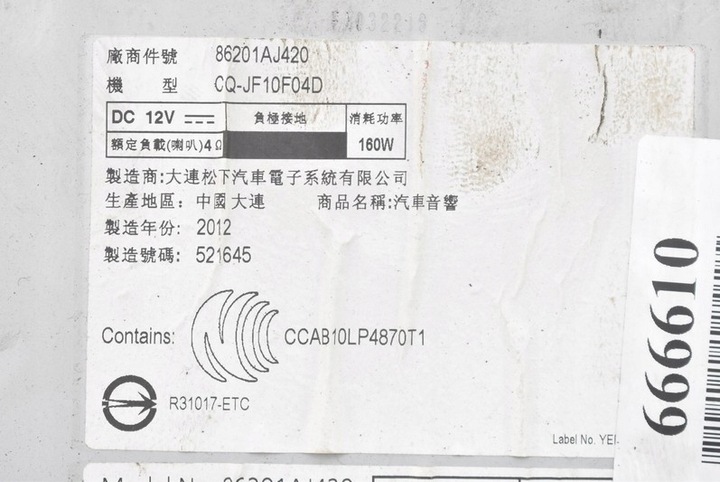 廠商件號 86201AJ420
機 型 CQ-JF10F04D
DC 12V 負極接地 消耗功率
額定負載(喇叭)4Ω 160W
製造商:大連松下汽車電子系統有限公司
生產地區: 中國大連 商品名稱:汽車音響
製造年份: 2012
製造號碼: 521645
Contains: CCAB10LP4870T1
R31017-ETC
Label No. YE
666610
Model No. 86201AJ420